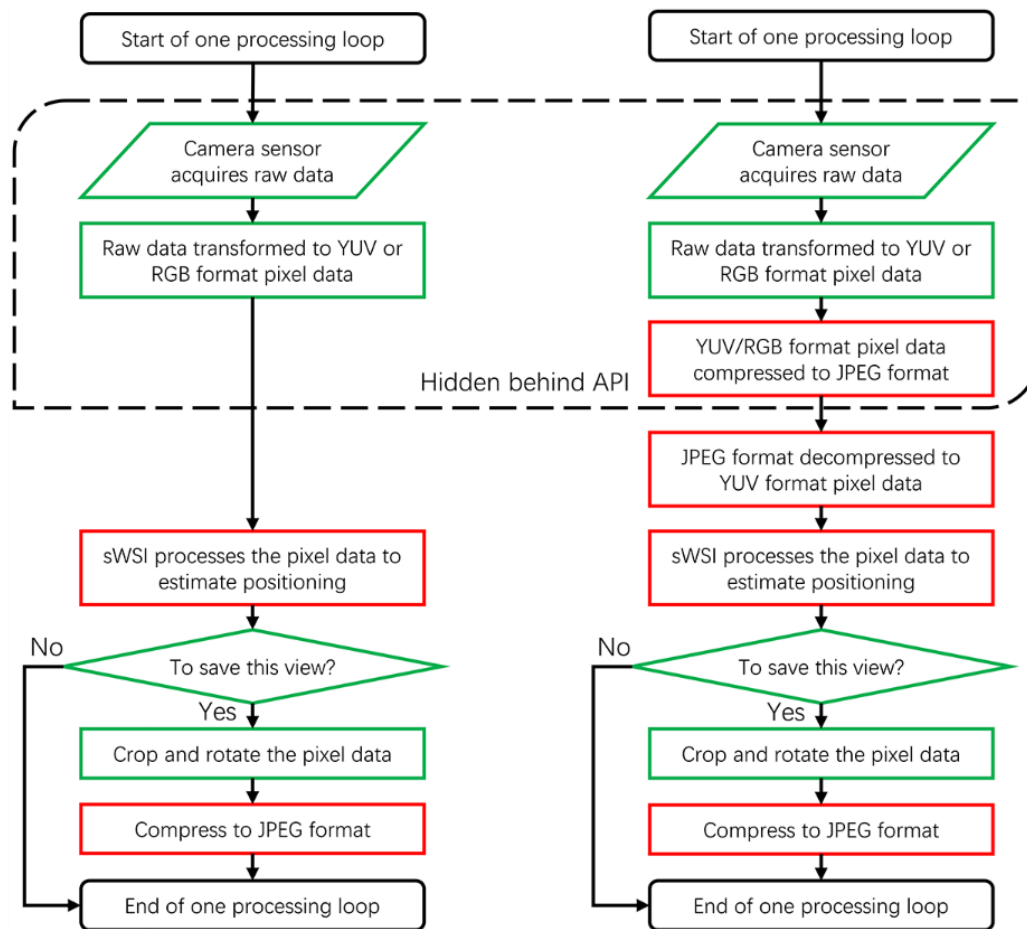 Start of one processing loop
Camera sensor
acquires raw data
Raw data transformed to YUV or
RGB format pixel data
sWSI processes the pixel data to
estimate positioning
To save this view?
No
Yes
Crop and rotate the pixel data
Compress to JPEG format
End of one processing loop
Hidden behind API
Start of one processing loop
Camera sensor
acquires raw data
Raw data transformed to YUV or
RGB format pixel data
YUV/RGB format pixel data
compressed to JPEG format
JPEG format decompressed to
YUV format pixel data
sWSI processes the pixel data to
estimate positioning
To save this view?
No
Yes
Crop and rotate the pixel data
Compress to JPEG format
End of one processing loop